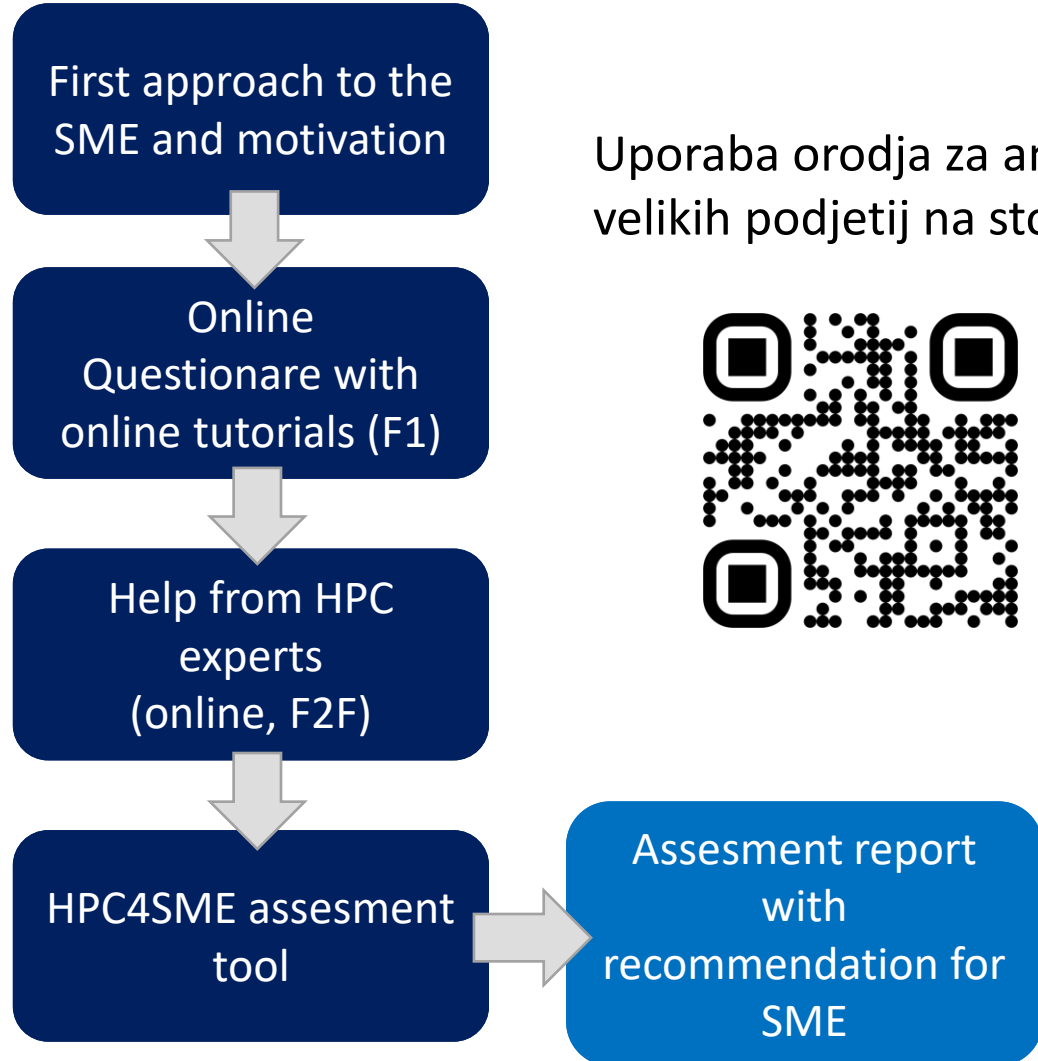 First approach to the
SME and motivation
Uporaba orodja za
velikih podjetij na
Online
Questionare with
online tutorials (F1)
Help from HPC
experts
(online, F2F)
HPC4SME assesment
tool
Assesment report
with
recommendation for
SME